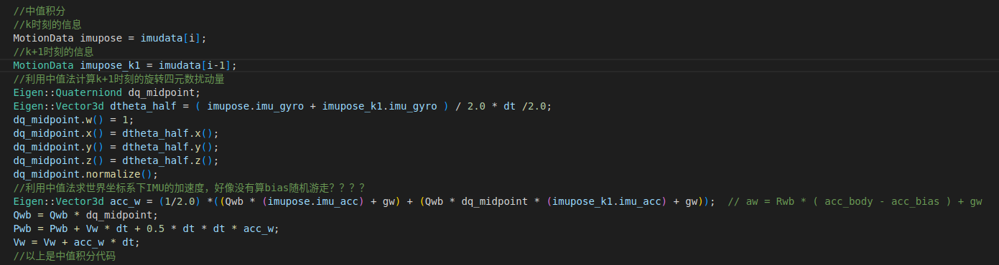 //中值积分
//k时刻的信息
MotionData imupose = imudata[i];
//k+1时刻的信息
MotionData imupose_k1 = imudata[i-1];
//利用中值法计算k+1时刻的旋转四元数扰动量
Eigen::Quaterniond dq_midpoint;
Eigen::Vector3d dtheta_half = ( imupose.imu_gyro + imupose_k1.imu_gyro ) / 2.0 * dt /2.0;
dq_midpoint.w() = 1;
dq_midpoint.x() = dtheta_half.x();
dq_midpoint.y() = dtheta_half.y();
dq_midpoint.z() = dtheta_half.z();
dq_midpoint.normalize();
//利用中值法求世界坐标系下IMU的加速度，好像没有算bias随机游走？？？？
Eigen::Vector3d acc_w = (1/2.0) *((Qwb * (imupose.imu_acc) + gw) + (Qwb * dq_midpoint * (imupose_k1.imu_acc) + gw));  // aw = Rwb * ( acc_body - acc_bias ) + gw
Qwb = Qwb * dq_midpoint;
Pwb = Pwb + Vw * dt + 0.5 * dt * dt * acc_w;
Vw = Vw + acc_w * dt;
//以上是中值积分代码